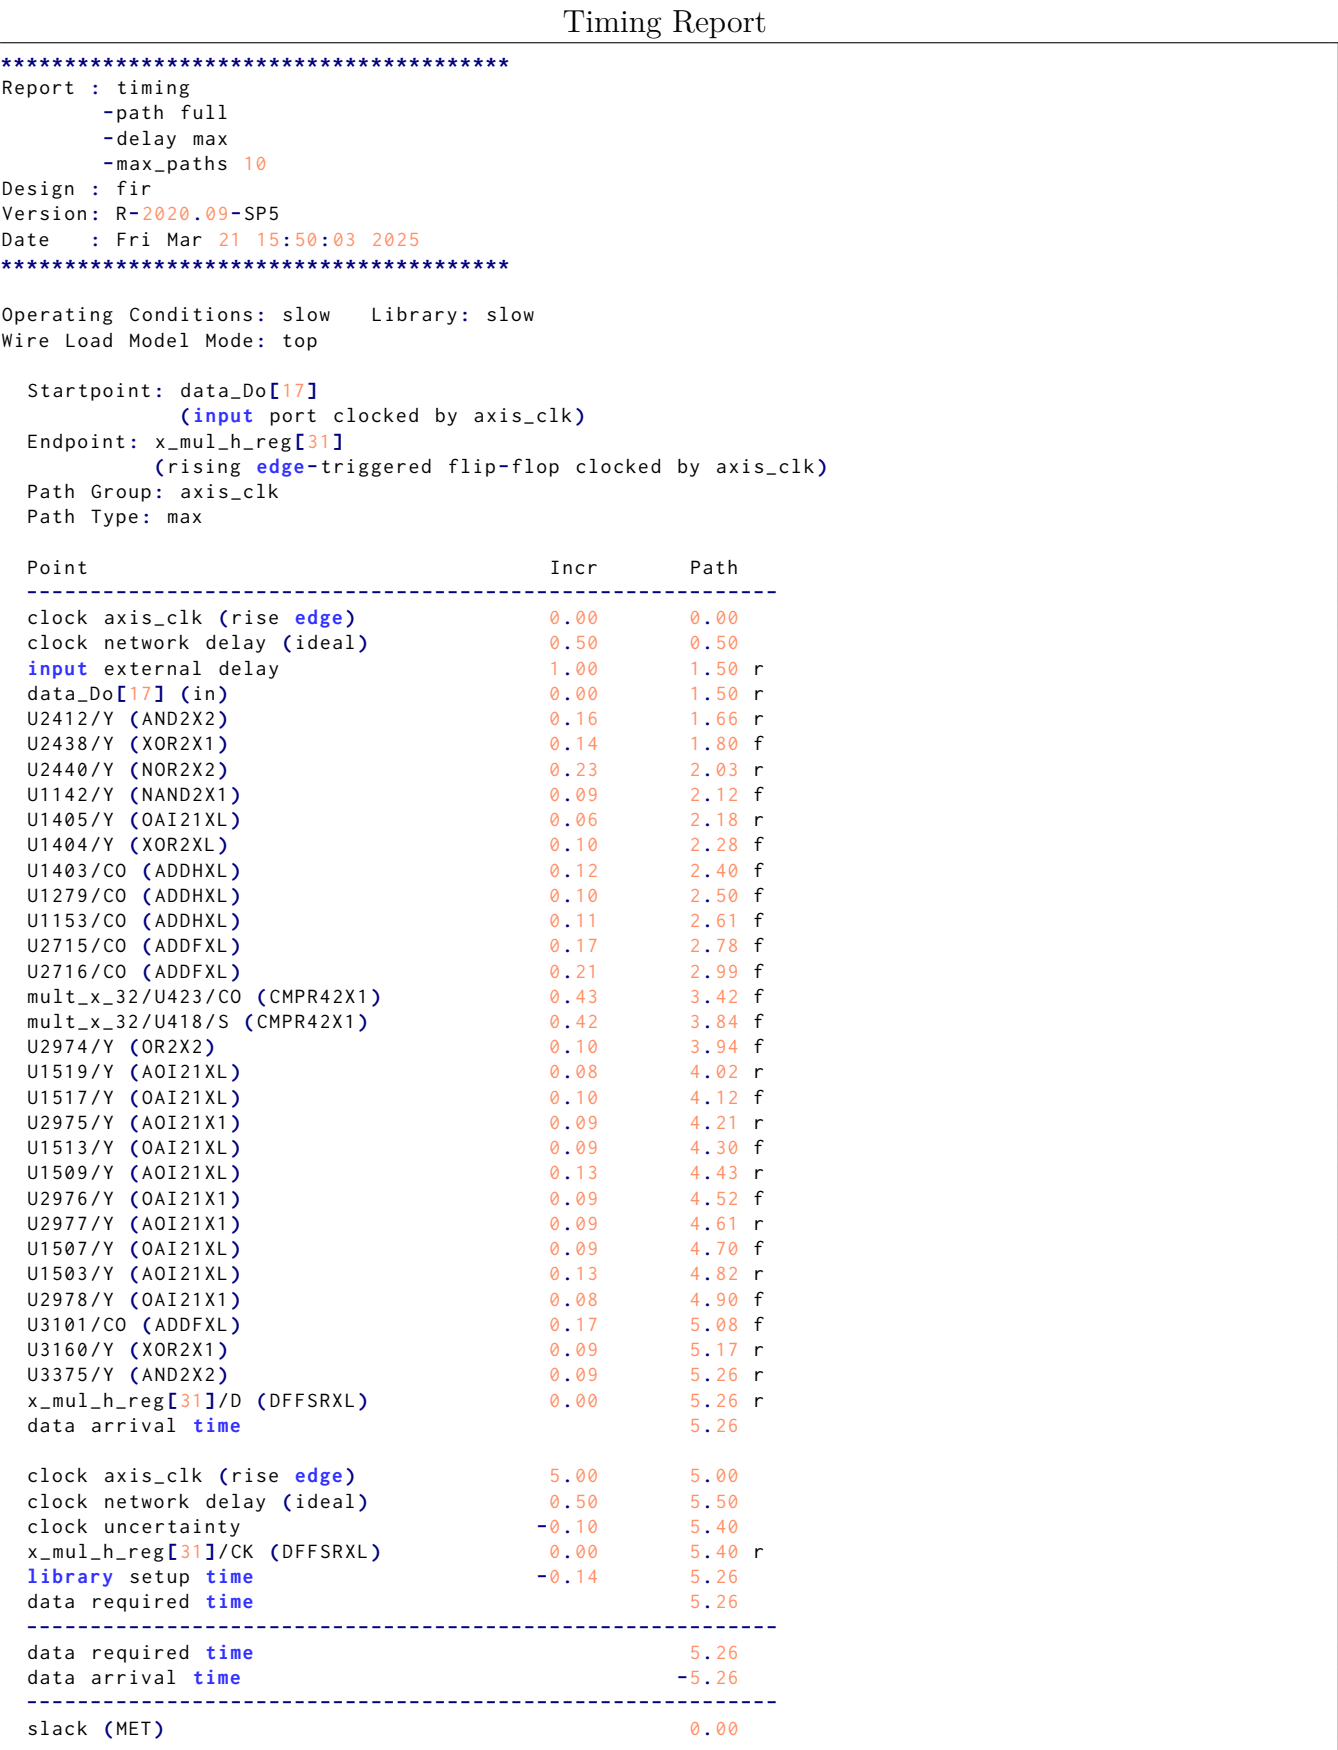 Timing Report
****************************************
Report : timing
        -path full
        -delay max
        -max_paths 10
Design : fir
Version: R-2020.09-SP5
Date   : Fri Mar 21 15:50:03 2025
****************************************
Operating Conditions: slow   Library: slow
Wire Load Model Mode: top
  Startpoint: data_Do[17]
              (input port clocked by axis_clk)
  Endpoint: x_mul_h_reg[31]
            (rising edge-triggered flip-flop clocked by axis_clk)
  Path Group: axis_clk
  Path Type: max
  Point                                    Incr       Path
  -----------------------------------------------------------
  clock axis_clk (rise edge)               0.00       0.00
  clock network delay (ideal)              0.50       0.50
  input external delay                     1.00       1.50 r
  data_Do[17] (in)                         0.00       1.50 r
  U2412/Y (AND2X2)                         0.16       1.66 r
  U2438/Y (XOR2X1)                         0.14       1.80 f
  U2440/Y (NOR2X2)                         0.23       2.03 r
  U1142/Y (NAND2X1)                        0.09       2.12 f
  U1405/Y (OAI21XL)                        0.06       2.18 r
  U1404/Y (XOR2XL)                         0.10       2.28 f
  U1403/CO (ADDHXL)                        0.12       2.40 f
  U1279/CO (ADDHXL)                        0.10       2.50 f
  U1153/CO (ADDHXL)                        0.11       2.61 f
  U2715/CO (ADDFXL)                        0.17       2.78 f
  U2716/CO (ADDFXL)                        0.21       2.99 f
  mult_x_32/U423/CO (CMPR42X1)             0.43       3.42 f
  mult_x_32/U418/S (CMPR42X1)              0.42       3.84 f
  U2974/Y (OR2X2)                          0.10       3.94 f
  U1519/Y (AOI21XL)                        0.08       4.02 r
  U1517/Y (OAI21XL)                        0.10       4.12 f
  U2975/Y (AOI21X1)                        0.09       4.21 r
  U1513/Y (OAI21XL)                        0.09       4.30 f
  U1509/Y (AOI21XL)                        0.13       4.43 r
  U2976/Y (OAI21X1)                        0.09       4.52 f
  U2977/Y (AOI21X1)                        0.09       4.61 r
  U1507/Y (OAI21XL)                        0.09       4.70 f
  U1503/Y (AOI21XL)                        0.13       4.82 r
  U2978/Y (OAI21X1)                        0.08       4.90 f
  U3101/CO (ADDFXL)                        0.17       5.08 f
  U3160/Y (XOR2X1)                         0.09       5.17 r
  U3375/Y (AND2X2)                         0.09       5.26 r
  x_mul_h_reg[31]/D (DFFSRXL)              0.00       5.26 r
  data arrival time                                   5.26
  clock axis_clk (rise edge)               5.00       5.00
  clock network delay (ideal)              0.50       5.50
  clock uncertainty                       -0.10       5.40
  x_mul_h_reg[31]/CK (DFFSRXL)             0.00       5.40 r
  library setup time                      -0.14       5.26
  data required time                                  5.26
  -----------------------------------------------------------
  data required time                                  5.26
  data arrival time                                  -5.26
  -----------------------------------------------------------
  slack (MET)                                         0.00